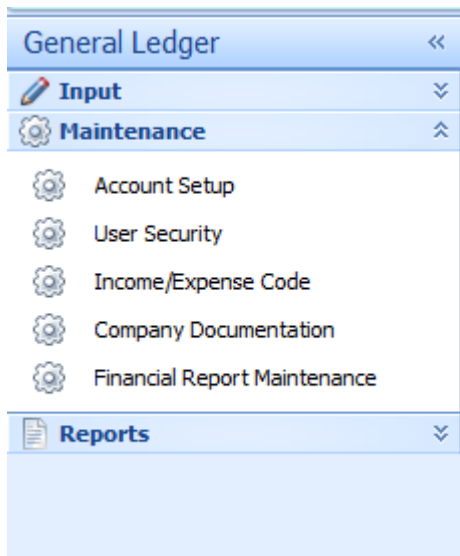 General Ledger
Input
Maintenance
Account Setup
User Security
Income/Expense Code
Company Documentation
Financial Report Maintenance
Reports